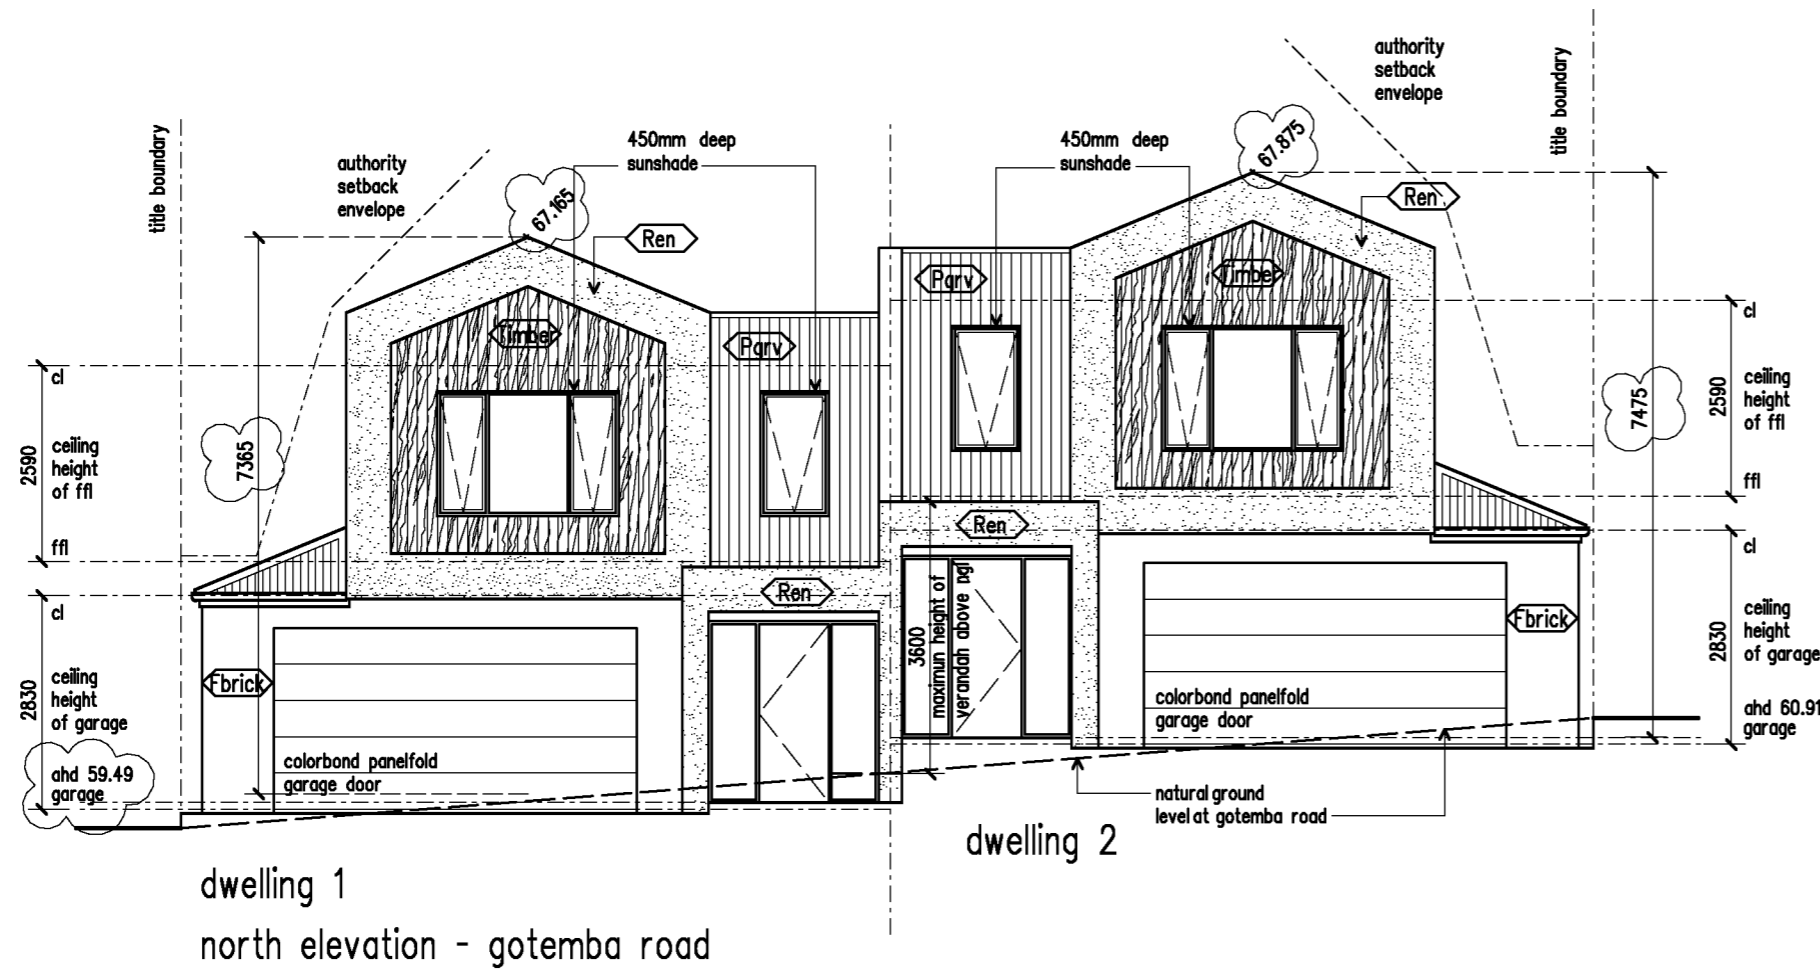 title boundary
authority
setback
envelope
67.165
450mm deep
sunshade
Ren
7365
Timber
Parv
cl
2590
ceiling
height
of ffl
ffl
cl
2830
ceiling
height
of garage
ahd 59.49
garage
Fbrick
colorbond panelfold
garage door
Ren
450mm deep
sunshade
67.875
authority
setback
envelope
title boundary
Ren
Parv
Timber
7475
cl
2590
ceiling
height
of ffl
ffl
Ren
3600
maximun height of
verandah above ngl
Fbrick
colorbond panelfold
garage door
cl
2830
ceiling
height
of garage
ahd 60.91
garage
natural ground
level at gotemba road
dwelling 2
dwelling 1
north elevation - gotemba road